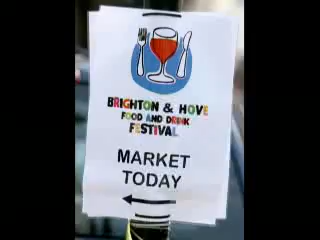 BRIGHTON & HOVE
FOOD AND DRINK
FESTIVAL
MARKET
TODAY